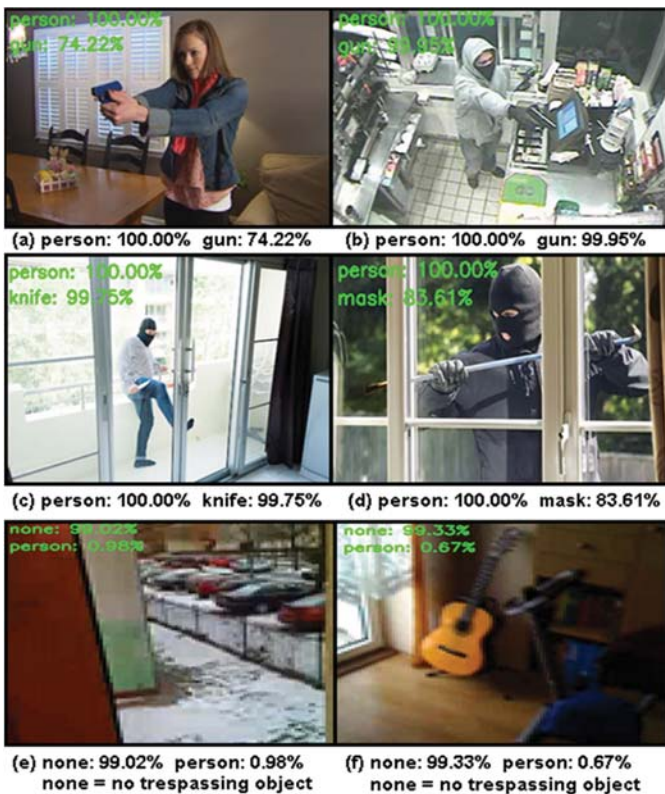 person: 100.00%
gun: 74.22%
person: 100.00%
gun: 99.95%
(a) person: 100.00% gun: 74.22%
(b) person: 100.00% gun: 99.95%
person: 100.00%
knife: 99.75%
person: 100.00%
mask: 83.61%
(c) person: 100.00% knife: 99.75%
(d) person: 100.00% mask: 83.61%
none: 99.02%
person: 0.98%
none: 99.33%
person: 0.67%
(e) none: 99.02% person: 0.98%
none = no trespassing object
(f) none: 99.33% person: 0.67%
none = no trespassing object